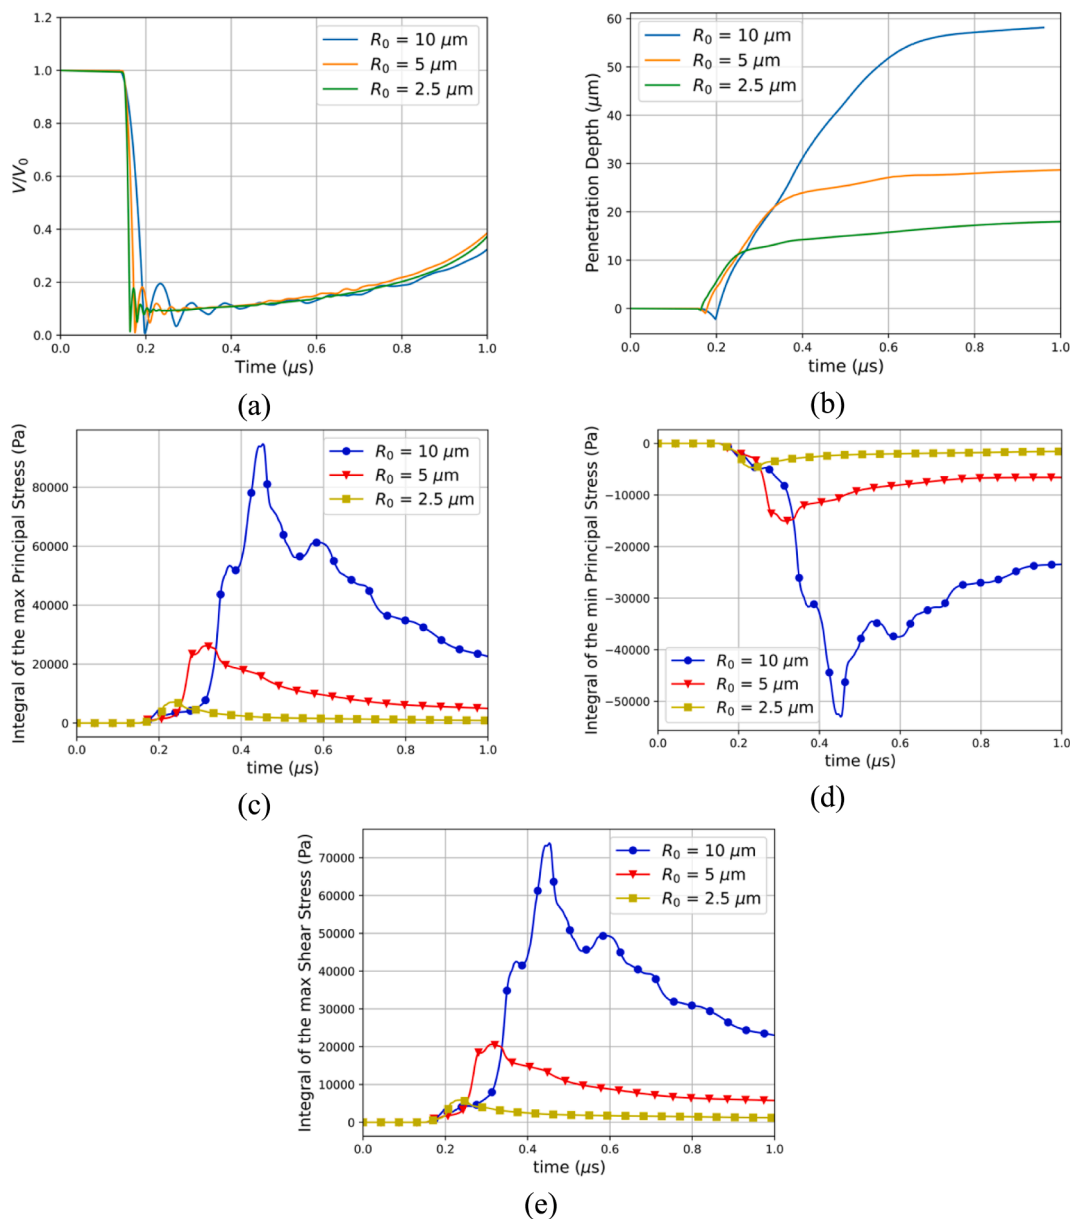 1.2
1.0
0.8
0.6
0.4
0.2
0.0
V/V₀
R₀ = 10 μm
R₀ = 5 μm
R₀ = 2.5 μm
0.0 0.2 0.4 0.6 0.8 1.0
Time (μs)
(a)
60
50
40
30
20
10
0
Penetration Depth (μm)
R₀ = 10 μm
R₀ = 5 μm
R₀ = 2.5 μm
0.0 0.2 0.4 0.6 0.8 1.0
time (μs)
(b)
80000
60000
40000
20000
0
Integral of the max Principal Stress (Pa)
R₀ = 10 μm
R₀ = 5 μm
R₀ = 2.5 μm
0.0 0.2 0.4 0.6 0.8 1.0
time (μs)
(c)
0
−10000
−20000
−30000
−40000
−50000
Integral of the min Principal Stress (Pa)
R₀ = 10 μm
R₀ = 5 μm
R₀ = 2.5 μm
0.0 0.2 0.4 0.6 0.8 1.0
time (μs)
(d)
70000
60000
50000
40000
30000
20000
10000
0
Integral of the max Shear Stress (Pa)
R₀ = 10 μm
R₀ = 5 μm
R₀ = 2.5 μm
0.0 0.2 0.4 0.6 0.8 1.0
time (μs)
(e)